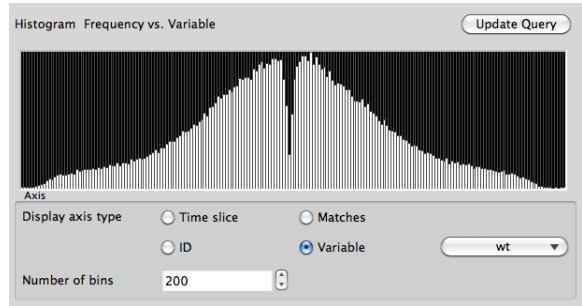 Histogram Frequency vs. Variable Update Query
Axis
Display axis type Time slice Matches
ID Variable wt
Number of bins 200